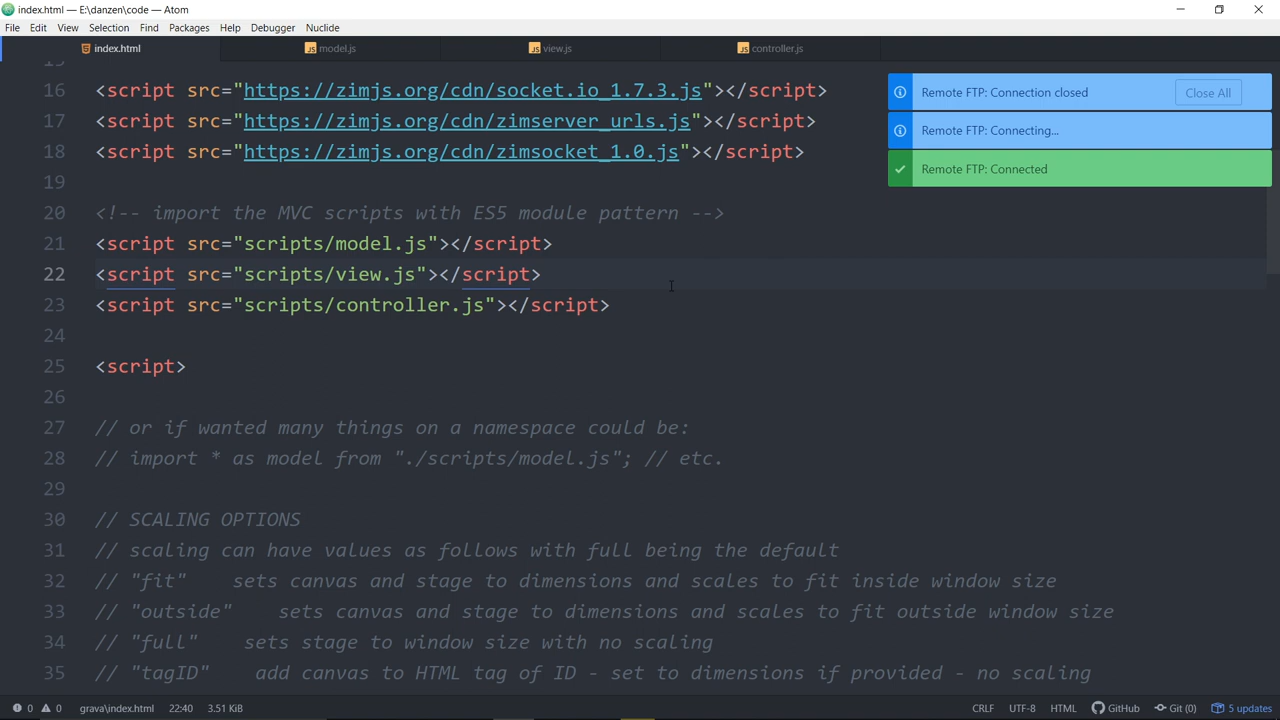 index.html — E:\danzen\code — Atom
File Edit View Selection Find Packages Help Debugger Nuclide
index.html
JS model.js
JS view.js
JS controller.js
15
16 <script src="https://zimjs.org/cdn/socket.io_1.7.3.js"></script>
17 <script src="https://zimjs.org/cdn/zimserver_urls.js"></script>
18 <script src="https://zimjs.org/cdn/zimsocket_1.0.js"></script>
19
20 <!-- import the MVC scripts with ES5 module pattern -->
21 <script src="scripts/model.js"></script>
22 <script src="scripts/view.js"></script>
23 <script src="scripts/controller.js"></script>
24
25 <script>
26
27 // or if wanted many things on a namespace could be:
28 // import * as model from "./scripts/model.js"; // etc.
29
30 // SCALING OPTIONS
31 // scaling can have values as follows with full being the default
32 // "fit"    sets canvas and stage to dimensions and scales to fit inside window size
33 // "outside"    sets canvas and stage to dimensions and scales to fit outside window size
34 // "full"    sets stage to window size with no scaling
35 // "tagID"    add canvas to HTML tag of ID - set to dimensions if provided - no scaling
Remote FTP: Connection closed
Close All
Remote FTP: Connecting...
Remote FTP: Connected
0 0 grava\index.html 22:40 3.51 KiB
CRLF UTF-8 HTML GitHub Git (0) 5 updates